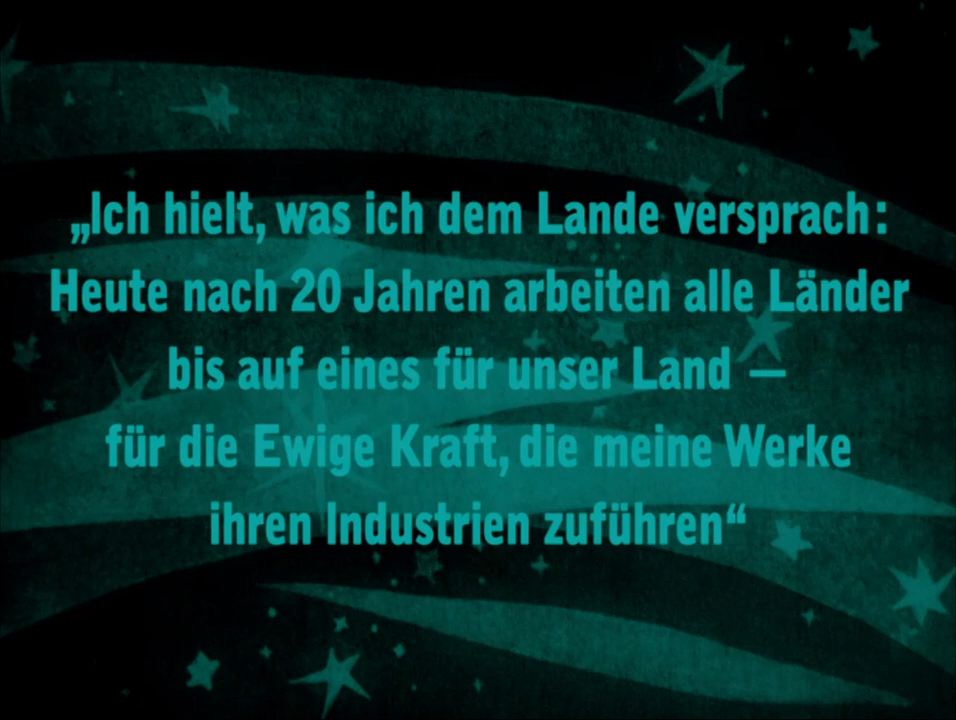 „Ich hielt, was ich dem Lande versprach:
Heute nach 20 Jahren arbeiten alle Länder
bis auf eines für unser Land —
für die Ewige Kraft, die meine Werke
ihren Industrien zuführen“